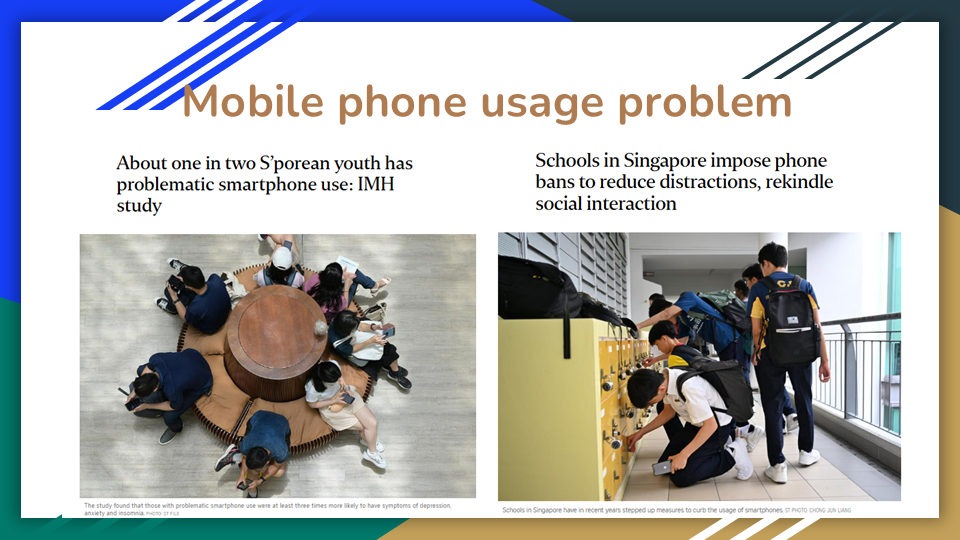 Mobile phone usage problem
About one in two S'porean youth has
problematic smartphone use: IMH
study
The study found that those with problematic smartphone use were at least three times more likely to have symptoms of depression,
anxiety and insomnia. PHOTO: ST FILE
Schools in Singapore impose phone
bans to reduce distractions, rekindle
social interaction
Schools in Singapore have in recent years stepped up measures to curb the usage of smartphones. ST PHOTO: CHONG JUN LIANG